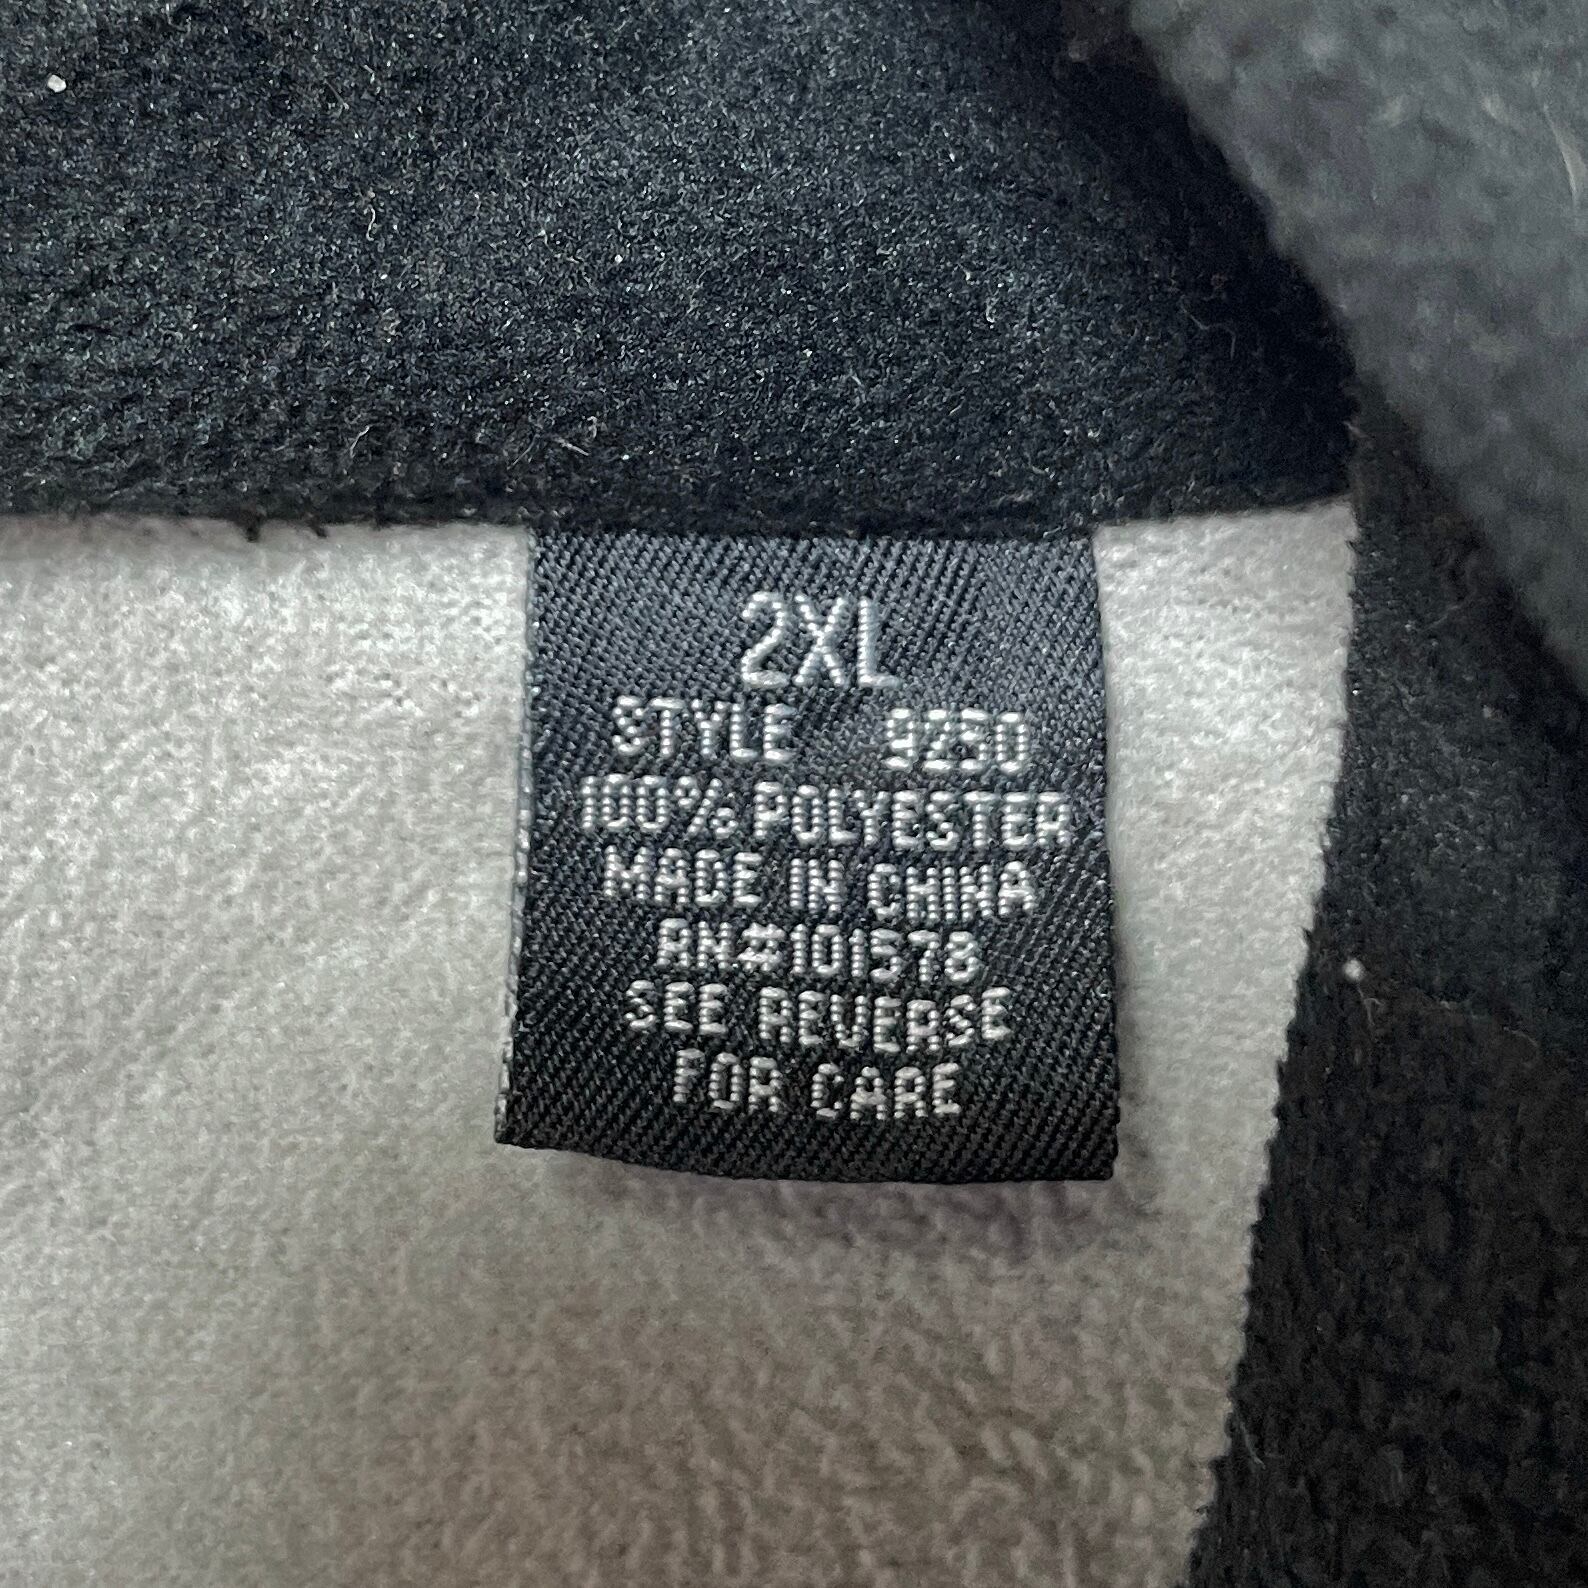 2XL
STYLE 9250
100% POLYESTER
MADE IN CHINA
RN#101578
SEE REVERSE
FOR CARE